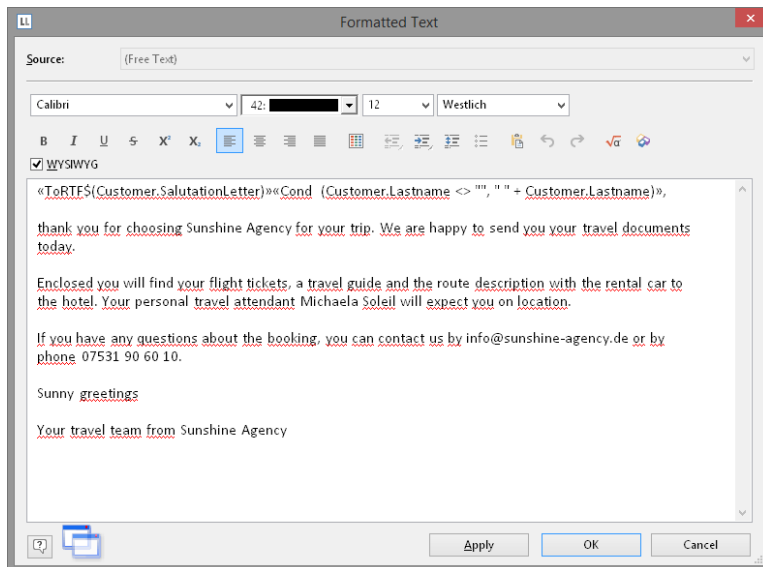 LL
Formatted Text
Source:
(Free Text)
Calibri
42:
12
Westlich
B I U S X² X₂
√α
WYSIWYG
«ToRTF$(Customer.SalutationLetter)»«Cond (Customer.Lastname <> "", " " + Customer.Lastname)»,
thank you for choosing Sunshine Agency for your trip. We are happy to send you your travel documents
today.
Enclosed you will find your flight tickets, a travel guide and the route description with the rental car to
the hotel. Your personal travel attendant Michaela Soleil will expect you on location.
If you have any questions about the booking, you can contact us by info@sunshine-agency.de or by
phone 07531 90 60 10.
Sunny greetings
Your travel team from Sunshine Agency
?
Apply
OK
Cancel